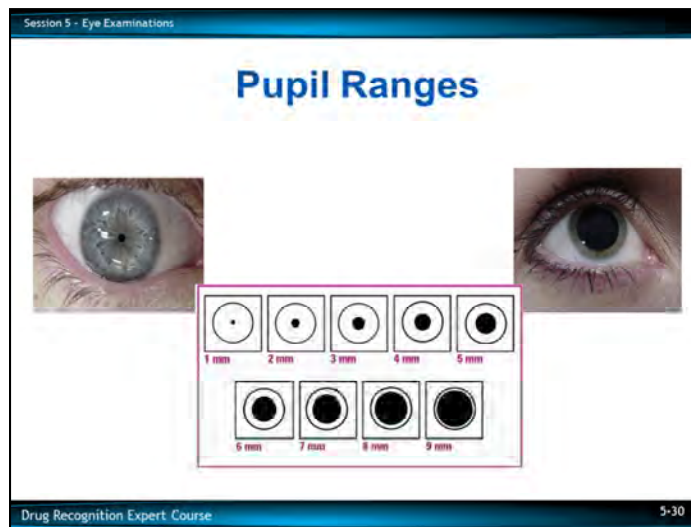 Session 5 - Eye Examinations
Pupil Ranges
1 mm 2 mm 3 mm 4 mm 5 mm
6 mm 7 mm 8 mm 9 mm
Drug Recognition Expert Course 5-30